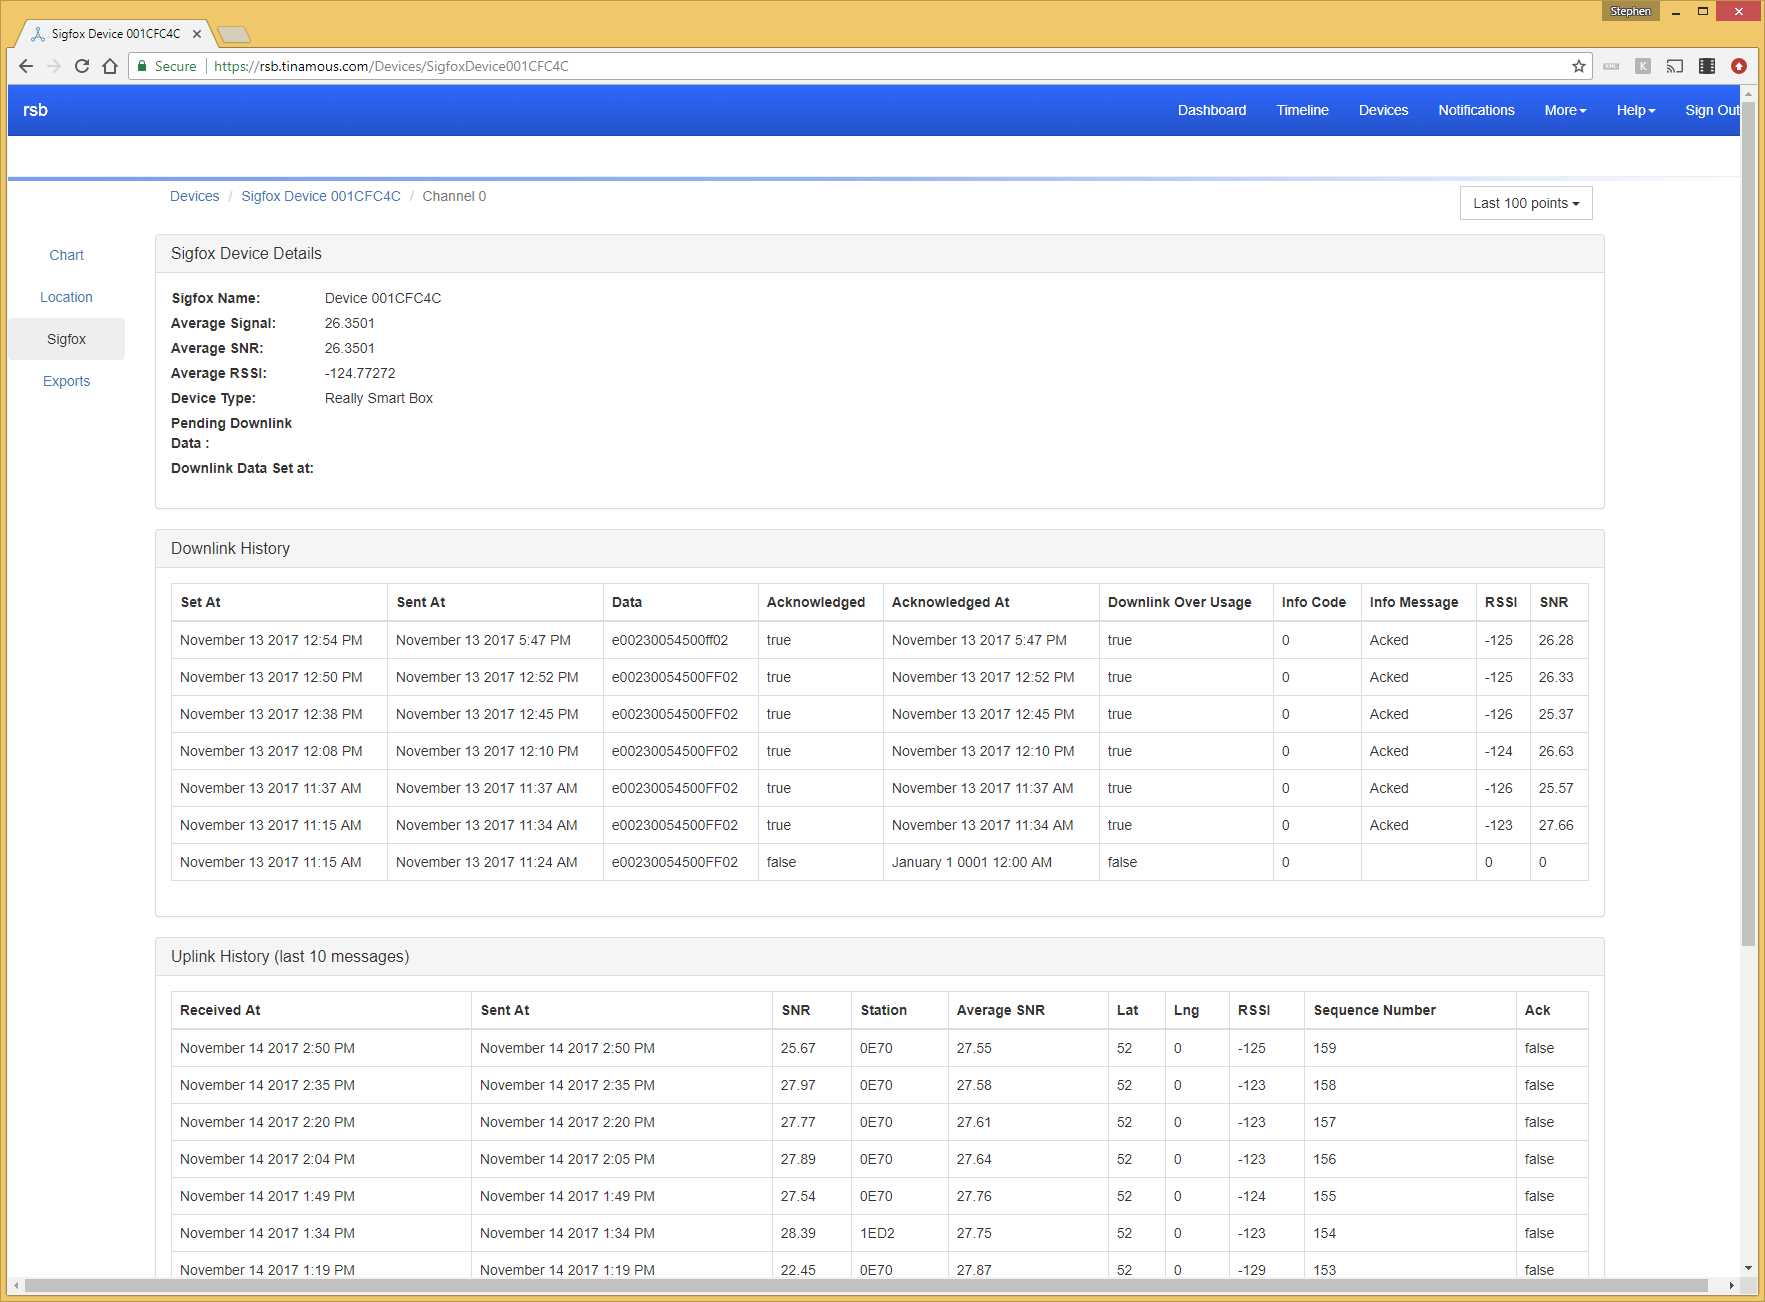 Stephen
Sigfox Device 001CFC4C
Secure https://rsb.tinamous.com/Devices/SigfoxDevice001CFC4C
K
rsb Dashboard Timeline Devices Notifications More Help Sign Out
Devices / Sigfox Device 001CFC4C / Channel 0
Last 100 points
Chart
Location
Sigfox
Exports
Sigfox Device Details
Sigfox Name: Device 001CFC4C
Average Signal: 26.3501
Average SNR: 26.3501
Average RSSI: -124.77272
Device Type: Really Smart Box
Pending Downlink
Data :
Downlink Data Set at:
Downlink History
Set At Sent At Data Acknowledged Acknowledged At Downlink Over Usage Info Code Info Message RSSI SNR
November 13 2017 12:54 PM November 13 2017 5:47 PM e00230054500ff02 true November 13 2017 5:47 PM true 0 Acked -125 26.28
November 13 2017 12:50 PM November 13 2017 12:52 PM e00230054500FF02 true November 13 2017 12:52 PM true 0 Acked -125 26.33
November 13 2017 12:38 PM November 13 2017 12:45 PM e00230054500FF02 true November 13 2017 12:45 PM true 0 Acked -126 25.37
November 13 2017 12:08 PM November 13 2017 12:10 PM e00230054500FF02 true November 13 2017 12:10 PM true 0 Acked -124 26.63
November 13 2017 11:37 AM November 13 2017 11:37 AM e00230054500FF02 true November 13 2017 11:37 AM true 0 Acked -126 25.57
November 13 2017 11:15 AM November 13 2017 11:34 AM e00230054500FF02 true November 13 2017 11:34 AM true 0 Acked -123 27.66
November 13 2017 11:15 AM November 13 2017 11:24 AM e00230054500FF02 false January 1 0001 12:00 AM false 0 0 0
Uplink History (last 10 messages)
Received At Sent At SNR Station Average SNR Lat Lng RSSI Sequence Number Ack
November 14 2017 2:50 PM November 14 2017 2:50 PM 25.67 0E70 27.55 52 0 -125 159 false
November 14 2017 2:35 PM November 14 2017 2:35 PM 27.97 0E70 27.58 52 0 -123 158 false
November 14 2017 2:20 PM November 14 2017 2:20 PM 27.77 0E70 27.61 52 0 -123 157 false
November 14 2017 2:04 PM November 14 2017 2:05 PM 27.89 0E70 27.64 52 0 -123 156 false
November 14 2017 1:49 PM November 14 2017 1:49 PM 27.54 0E70 27.76 52 0 -124 155 false
November 14 2017 1:34 PM November 14 2017 1:34 PM 28.39 1ED2 27.75 52 0 -123 154 false
November 14 2017 1:19 PM November 14 2017 1:19 PM 22.45 0E70 27.87 52 0 -129 153 false